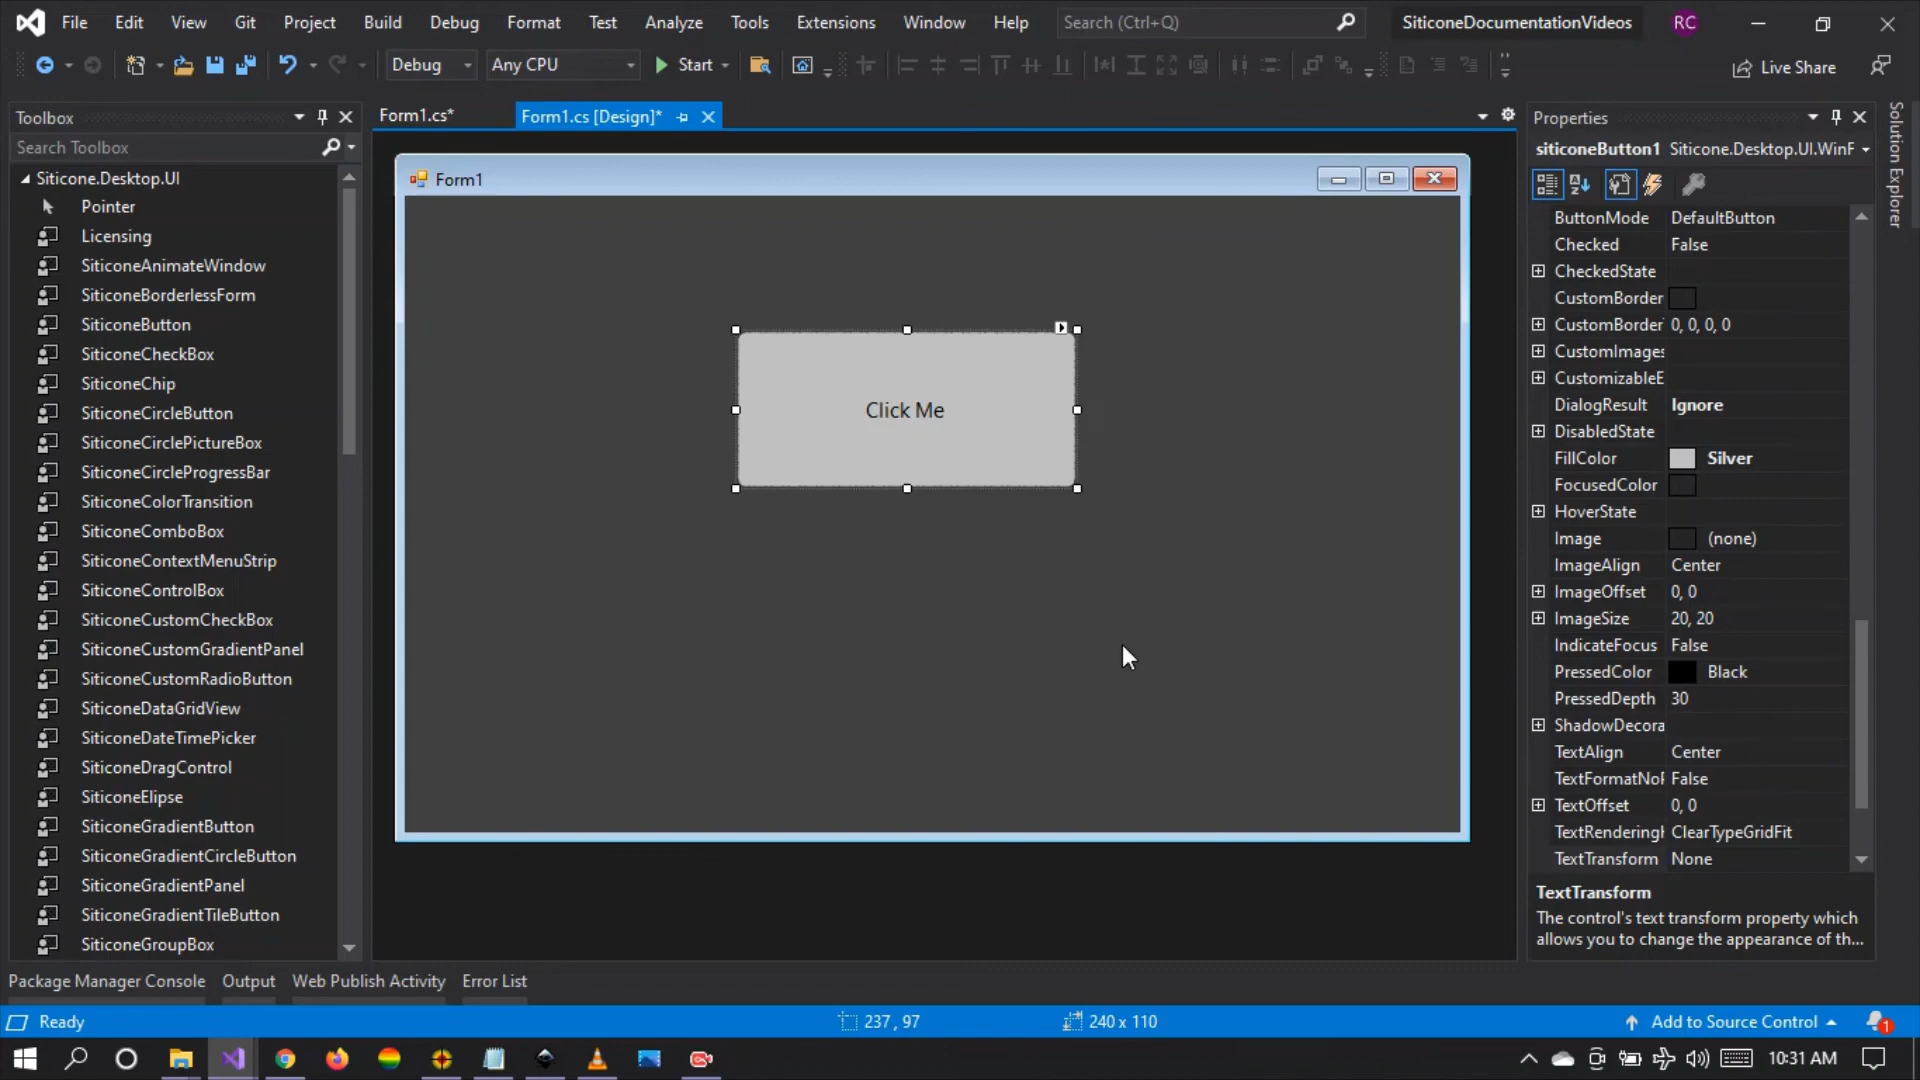 File Edit View Git Project Build Debug Format Test Analyze Tools Extensions Window Help Search (Ctrl+Q) SiticoneDocumentationVideos RC
Debug Any CPU Start Live Share
Toolbox
Search Toolbox
Siticone.Desktop.UI
Pointer
Licensing
SiticoneAnimateWindow
SiticoneBorderlessForm
SiticoneButton
SiticoneCheckBox
SiticoneChip
SiticoneCircleButton
SiticoneCirclePictureBox
SiticoneCircleProgressBar
SiticoneColorTransition
SiticoneComboBox
SiticoneContextMenuStrip
SiticoneControlBox
SiticoneCustomCheckBox
SiticoneCustomGradientPanel
SiticoneCustomRadioButton
SiticoneDataGridView
SiticoneDateTimePicker
SiticoneDragControl
SiticoneElipse
SiticoneGradientButton
SiticoneGradientCircleButton
SiticoneGradientPanel
SiticoneGradientTileButton
SiticoneGroupBox
Form1.cs* Form1.cs [Design]*
Form1
Click Me
Properties
siticoneButton1 Siticone.Desktop.UI.WinF
ButtonMode DefaultButton
Checked False
CheckedState
CustomBorder
CustomBorder 0, 0, 0, 0
CustomImages
CustomizableE
DialogResult Ignore
DisabledState
FillColor Silver
FocusedColor
HoverState
Image (none)
ImageAlign Center
ImageOffset 0, 0
ImageSize 20, 20
IndicateFocus False
PressedColor Black
PressedDepth 30
ShadowDecora
TextAlign Center
TextFormatNoP False
TextOffset 0, 0
TextRendering ClearTypeGridFit
TextTransform None
TextTransform
The control's text transform property which
allows you to change the appearance of th...
Solution Explorer
Package Manager Console Output Web Publish Activity Error List
Ready 237 , 97 240 x 110 Add to Source Control 1
10:31 AM